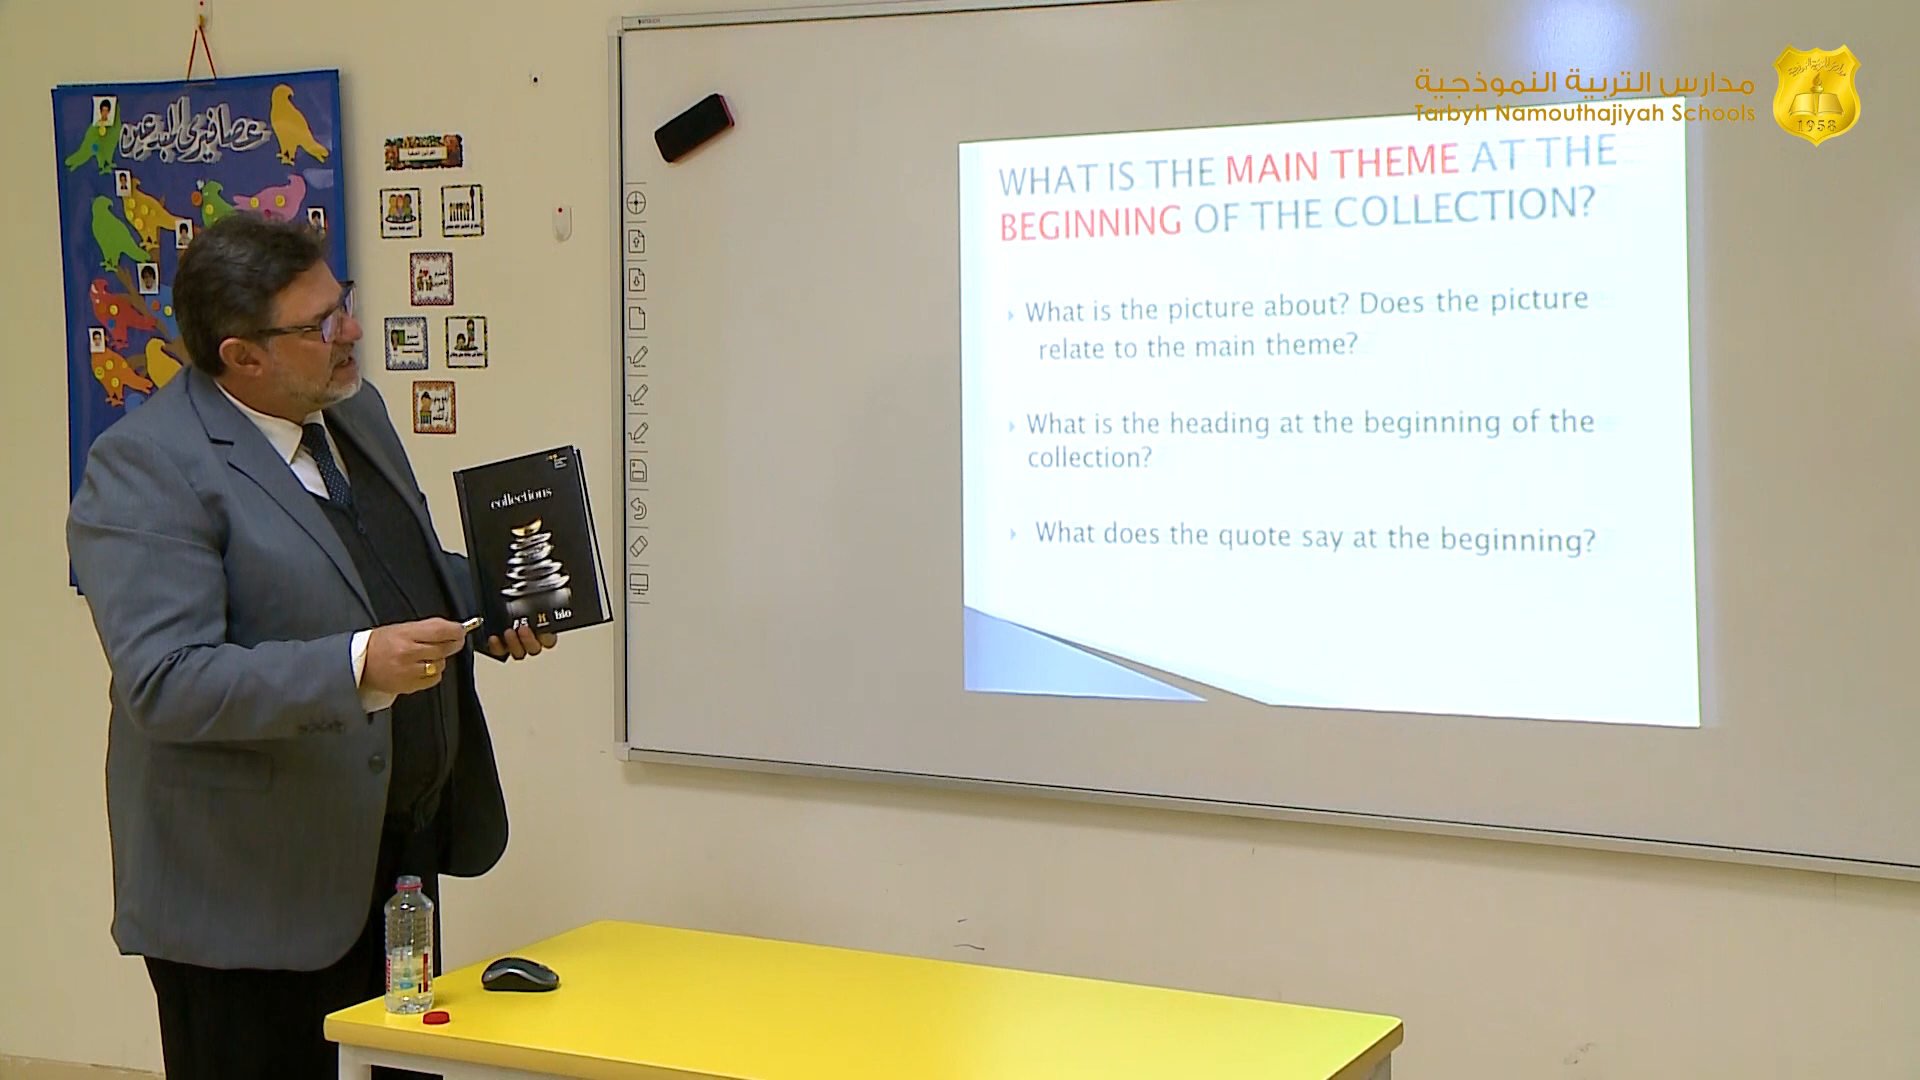 مدارس التربية النموذجية
Tarbyh Namouthajiyah Schools
1958
WHAT IS THE MAIN THEME AT THE
BEGINNING OF THE COLLECTION?
What is the picture about? Does the picture
relate to the main theme?
What is the heading at the beginning of the
collection?
What does the quote say at the beginning?
collections
bio